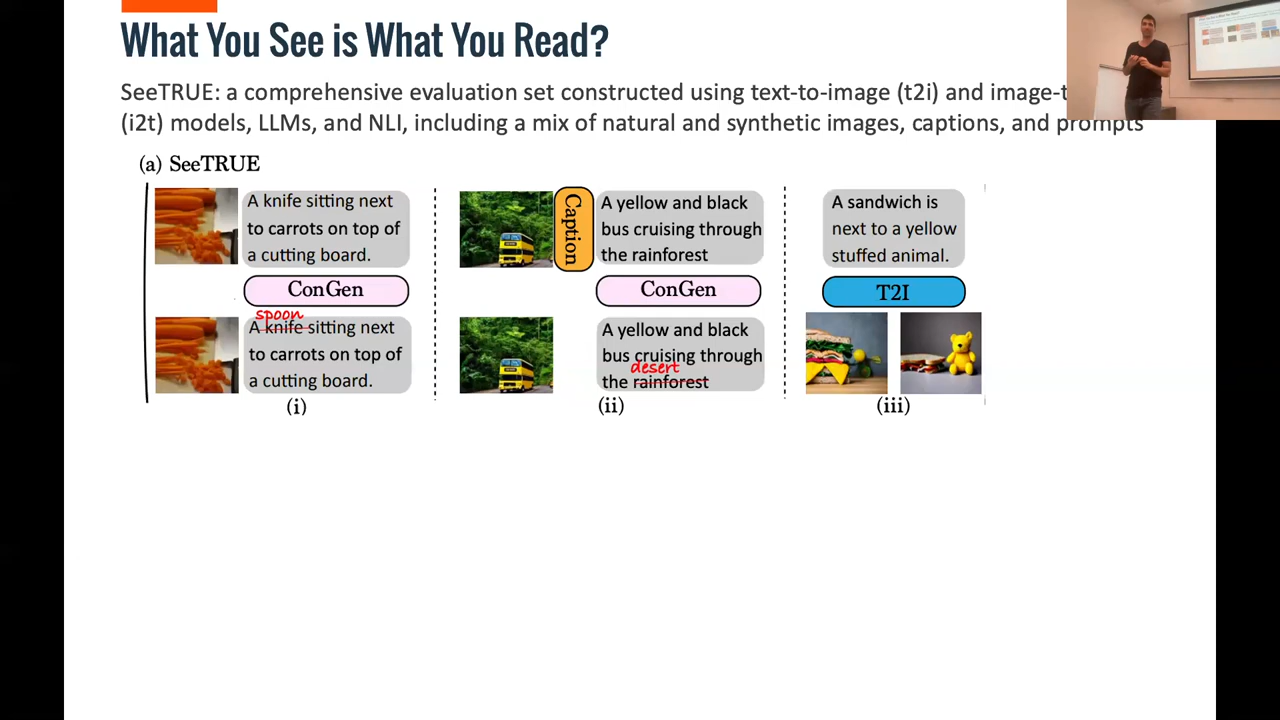 What You See is What You Read?
SeeTRUE: a comprehensive evaluation set constructed using text-to-image (t2i) and image-t
(i2t) models, LLMs, and NLI, including a mix of natural and synthetic images, captions, and prompts
(a) SeeTRUE
A knife sitting next
to carrots on top of
a cutting board.
ConGen
spoon
A knife sitting next
to carrots on top of
a cutting board.
(i)
Caption
A yellow and black
bus cruising through
the rainforest
ConGen
A yellow and black
bus cruising through
desert
the rainforest
(ii)
A sandwich is
next to a yellow
stuffed animal.
T2I
(iii)